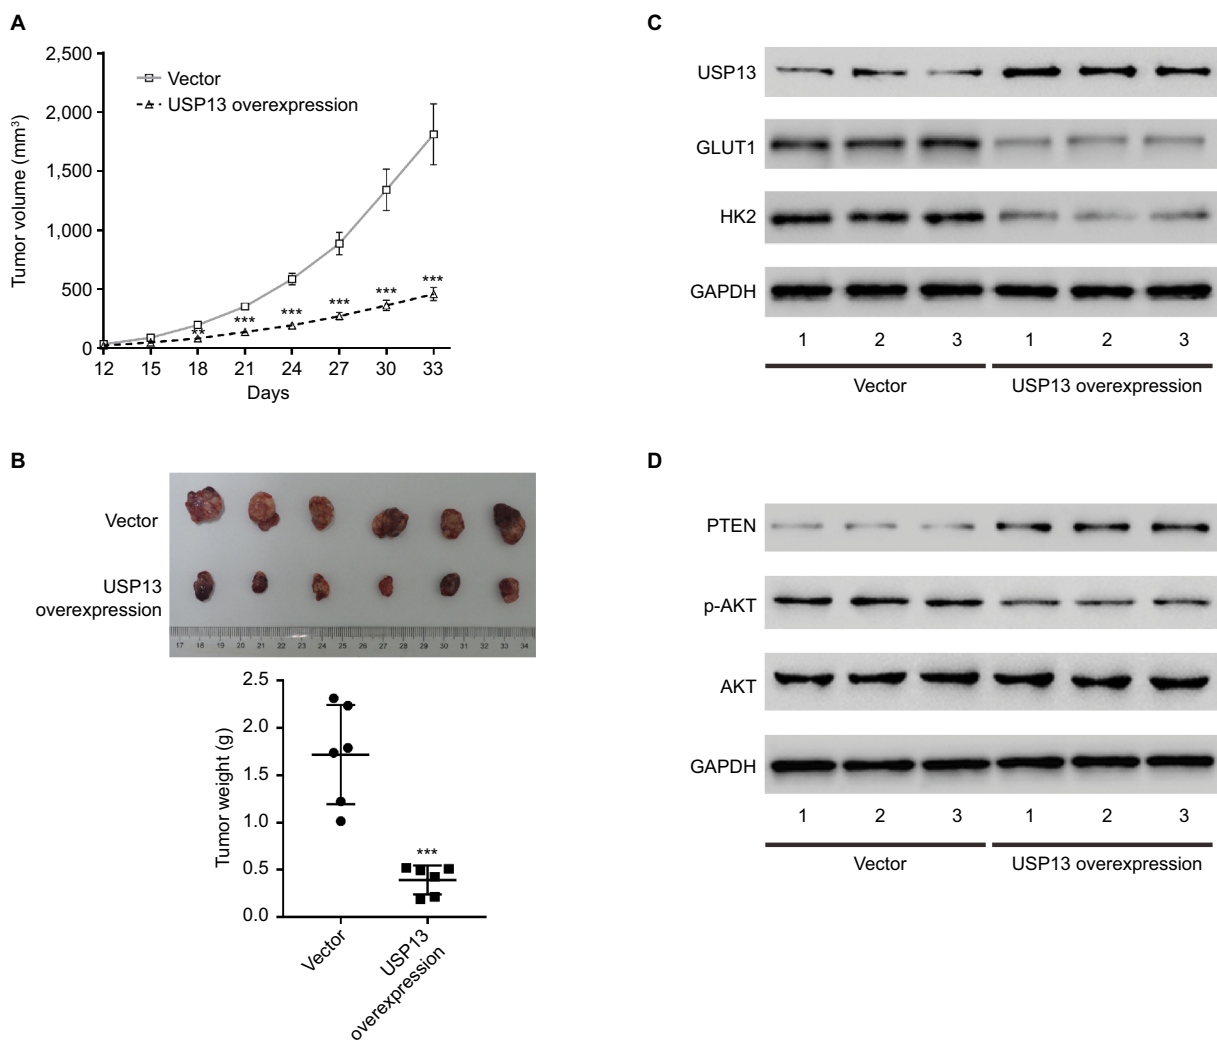 A
2,500
2,000
1,500
1,000
500
0
Tumor volume (mm³)
Vector
USP13 overexpression
**
***
***
***
***
***
12 15 18 21 24 27 30 33
Days
B
Vector
USP13
overexpression
17 18 19 20 21 22 23 24 25 26 27 28 29 30 31 32 33 34
2.5
2.0
1.5
1.0
0.5
0.0
Tumor weight (g)
***
Vector
USP13
overexpression
C
USP13
GLUT1
HK2
GAPDH
1 2 3 1 2 3
Vector USP13 overexpression
D
PTEN
p-AKT
AKT
GAPDH
1 2 3 1 2 3
Vector USP13 overexpression